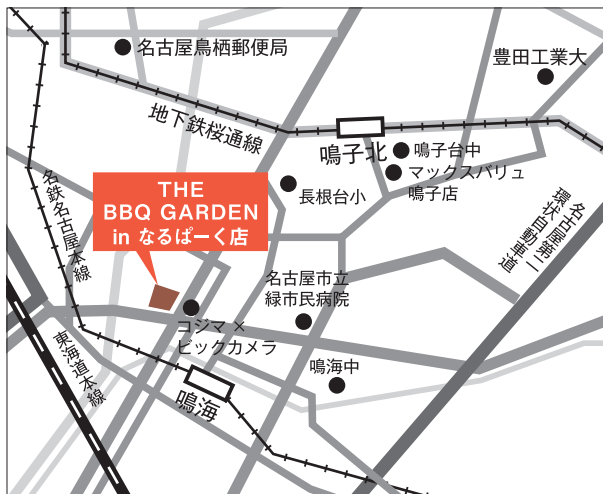 名古屋鳥栖郵便局
豊田工業大
地下鉄桜通線
鳴子北
鳴子台中
マックスバリュ
鳴子店
長根台小
THE
BBQ GARDEN
in なるぱーく店
名鉄名古屋本線
名古屋第二
環状自動車道
名古屋市立
緑市民病院
コジマ×
ビックカメラ
東海道本線
鳴海中
鳴海